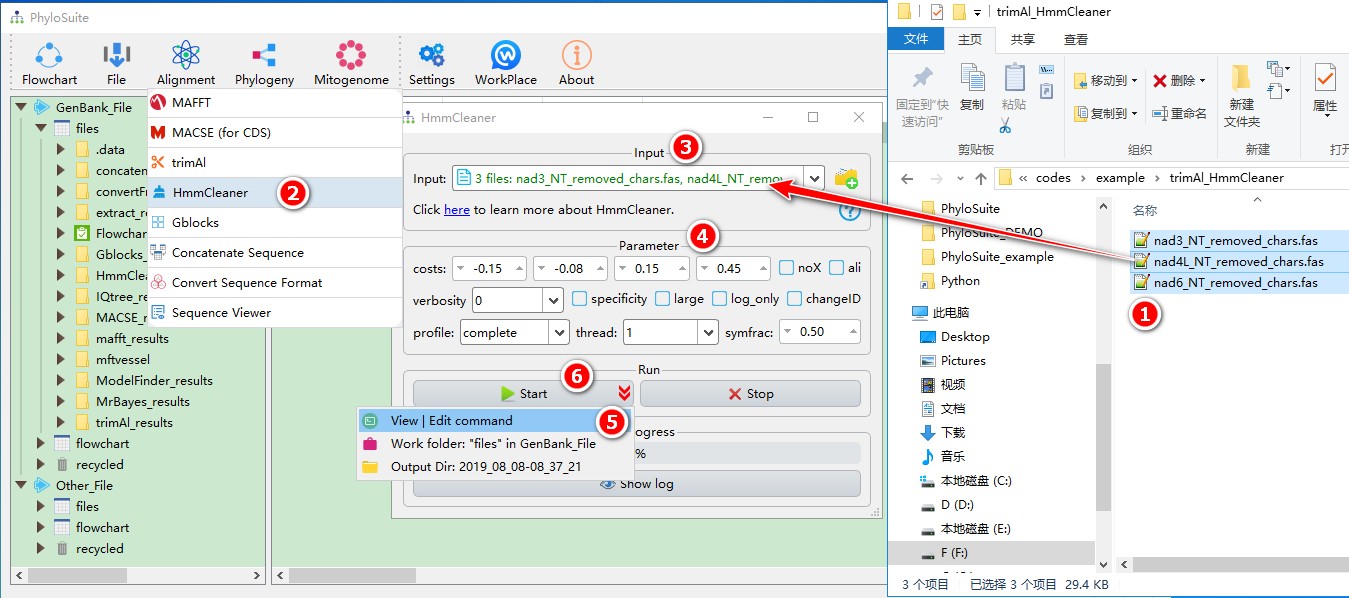 PhyloSuite
Flowchart File Alignment Phylogeny Mitogenome Settings WorkPlace About
MAFFT
MACSE (for CDS)
trimAl
HmmCleaner
2
Gblocks
Concatenate Sequence
Convert Sequence Format
Sequence Viewer
GenBank_File
files
.data
concaten
convertF
extract_re
Flowchar
Gblocks_
HmmClea
IQtree_re
MACSE_r
mafft_results
mftvessel
ModelFinder_results
MrBayes_results
trimAl_results
flowchart
recycled
Other_File
files
flowchart
recycled
HmmCleaner
Input 3
Input: 3 files: nad3_NT_removed_chars.fas, nad4L_NT_remov
Click here to learn more about HmmCleaner.
Parameter 4
costs: -0.15 -0.08 0.15 0.45 noX ali
verbosity 0 specificity large log_only changeID
profile: complete thread: 1 symfrac: 0.50
Run
6
Start Stop
View | Edit command 5
Work folder: "files" in GenBank_File
Output Dir: 2019_08_08-08_37_21
ogress
%
Show log
trimAl_HmmCleaner
文件 主页 共享 查看
固定到"快
速访问"
复制
粘贴
剪贴板
移动到
复制到
删除
重命名
组织
新建
文件夹
新建
属性
打开
« codes > example > trimAl_HmmCleaner
PhyloSuite
PhyloSuite_DEMO
PhyloSuite_example
Python
此电脑
Desktop
Pictures
视频
文档
下载
音乐
本地磁盘 (C:)
D (D:)
本地磁盘 (E:)
F (F:)
名称
nad3_NT_removed_chars.fas
nad4L_NT_removed_chars.fas
nad6_NT_removed_chars.fas
1
3 个项目 已选择 3 个项目 29.4 KB